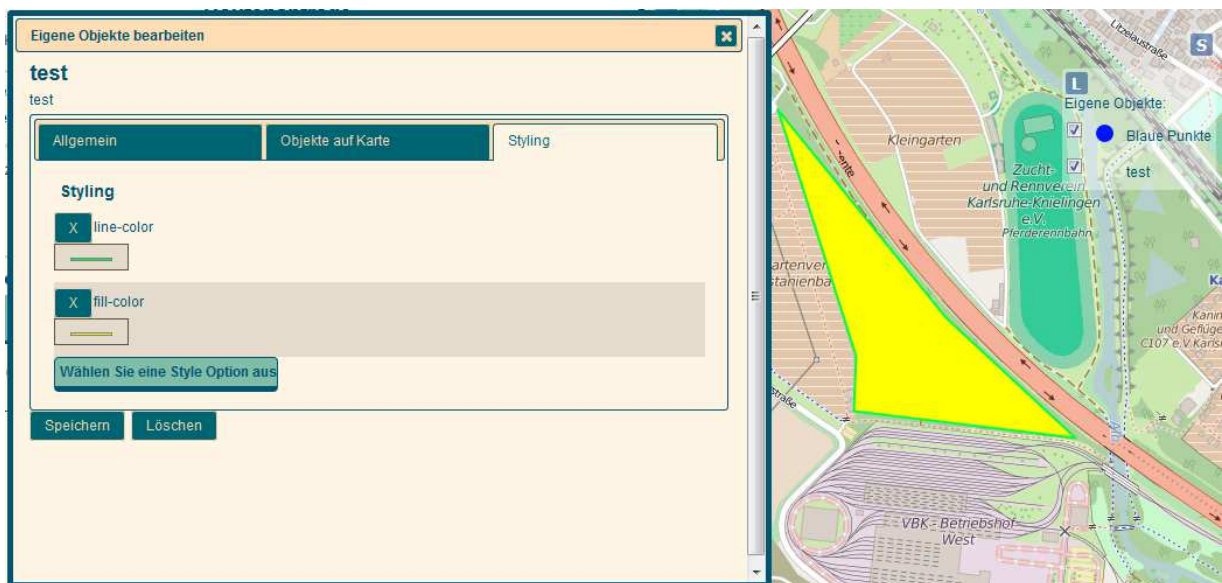 Eigene Objekte bearbeiten
test
test
Allgemein
Objekte auf Karte
Styling
Styling
X line-color
X fill-color
Wählen Sie eine Style Option aus
Speichern
Löschen
Litzelaustraße
S
L
Eigene Objekte:
Blaue Punkte
test
Kleingarten
Zucht-
und Rennverein
Karlsruhe-Knielingen
e.V.
Pferderennbahn
und Geflüge
C107 e.V Karls
Alb
VBK - Betriebshof
West